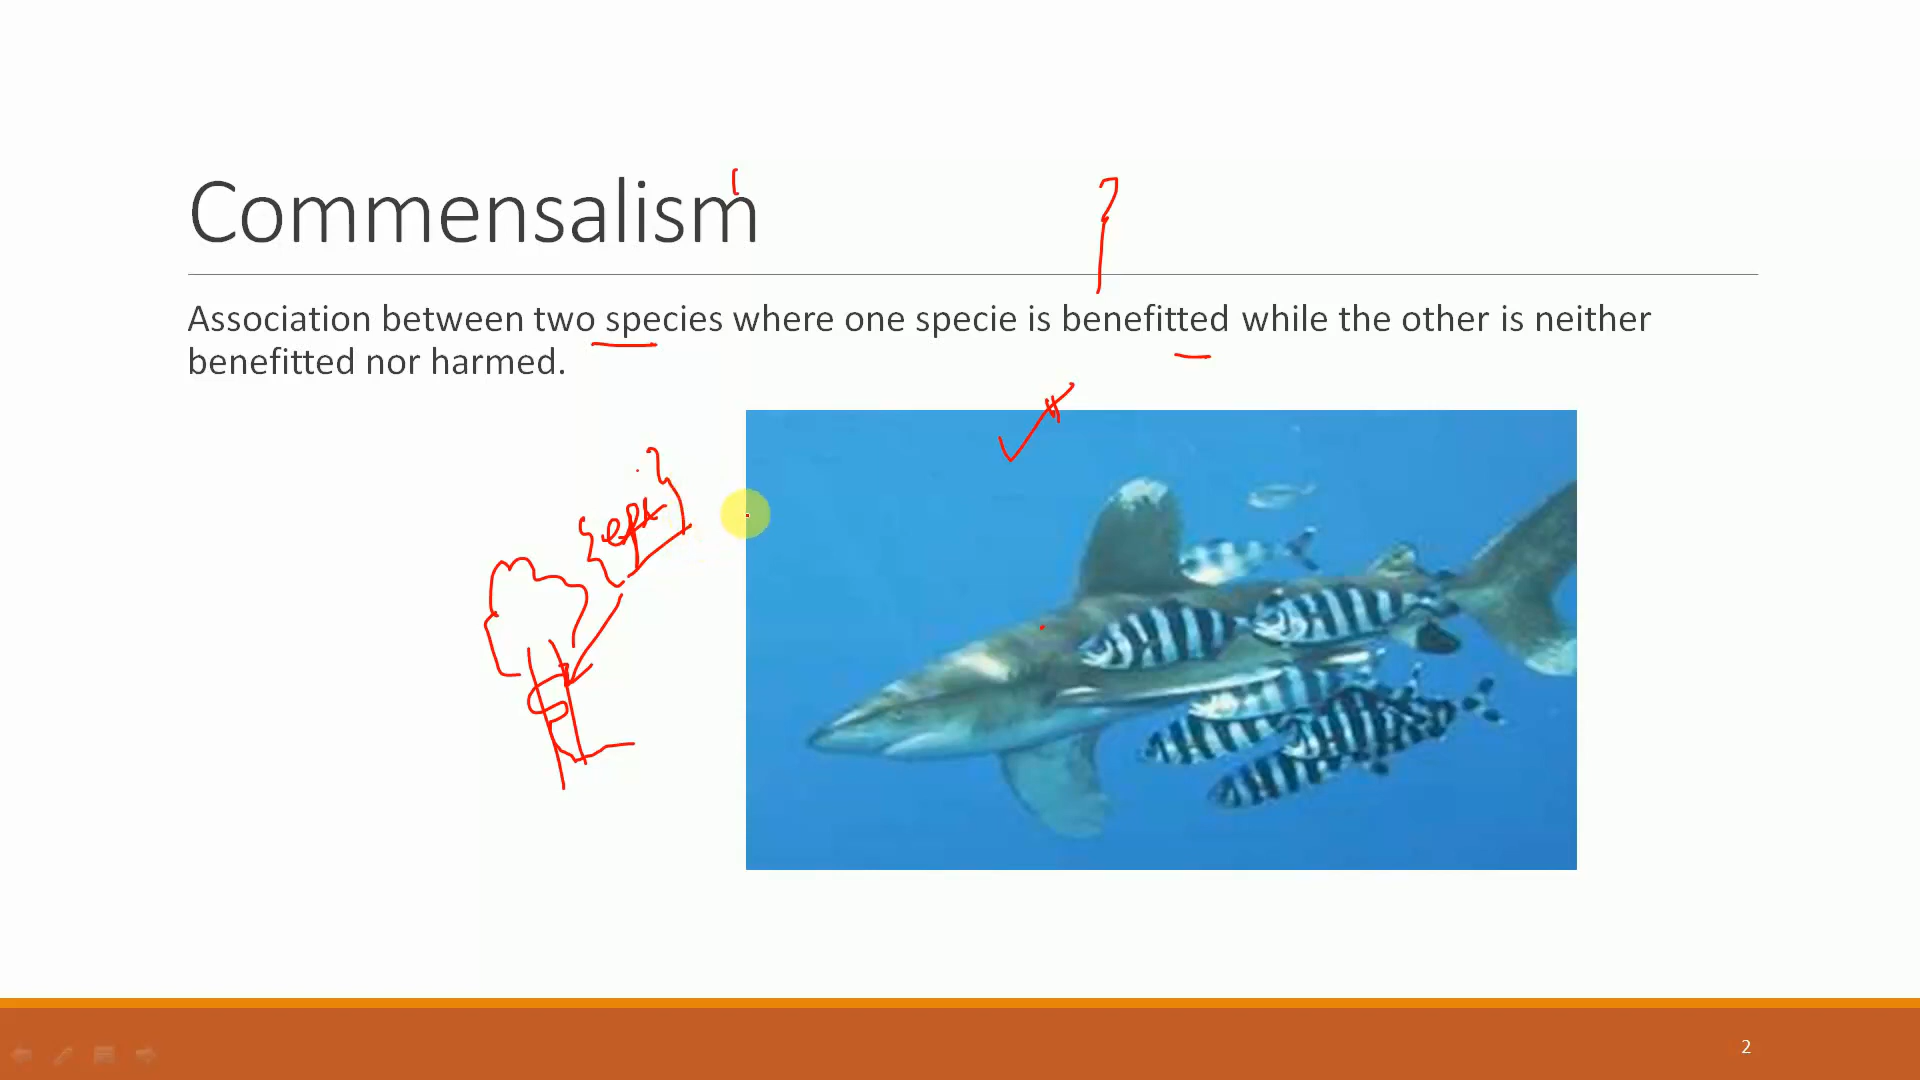 Commensalism
Association between two species where one specie is benefitted while the other is neither
benefitted nor harmed.
2